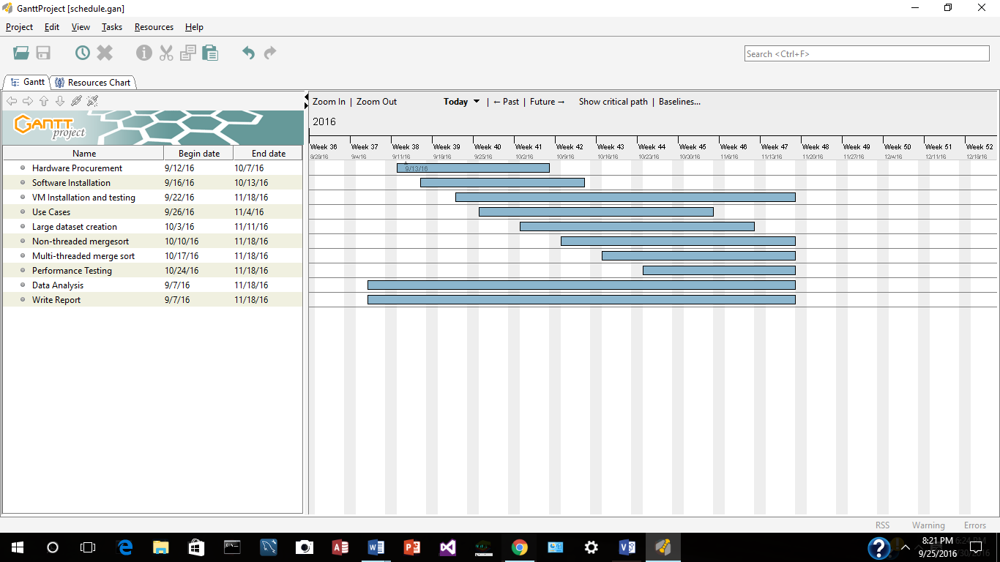 GanttProject [schedule.gan]
Project Edit View Tasks Resources Help
Search <Ctrl+F>
Gantt Resources Chart
Zoom In | Zoom Out Today | ← Past | Future → Show critical path | Baselines...
GANTT project
2016
Week 36 Week 37 Week 38 Week 39 Week 40 Week 41 Week 42 Week 43 Week 44 Week 45 Week 46 Week 47 Week 48 Week 49 Week 50 Week 51 Week 52
8/28/16 9/4/16 9/11/16 9/18/16 9/25/16 10/2/16 10/9/16 10/16/16 10/23/16 10/30/16 11/6/16 11/13/16 11/20/16 11/27/16 12/4/16 12/11/16 12/18/16
Name Begin date End date
Hardware Procurement 9/12/16 10/7/16 9/13/16
Software Installation 9/16/16 10/13/16
VM Installation and testing 9/22/16 11/18/16
Use Cases 9/26/16 11/4/16
Large dataset creation 10/3/16 11/11/16
Non-threaded mergesort 10/10/16 11/18/16
Multi-threaded merge sort 10/17/16 11/18/16
Performance Testing 10/24/16 11/18/16
Data Analysis 9/7/16 11/18/16
Write Report 9/7/16 11/18/16
RSS Warning Errors
8:21 PM
9/25/2016